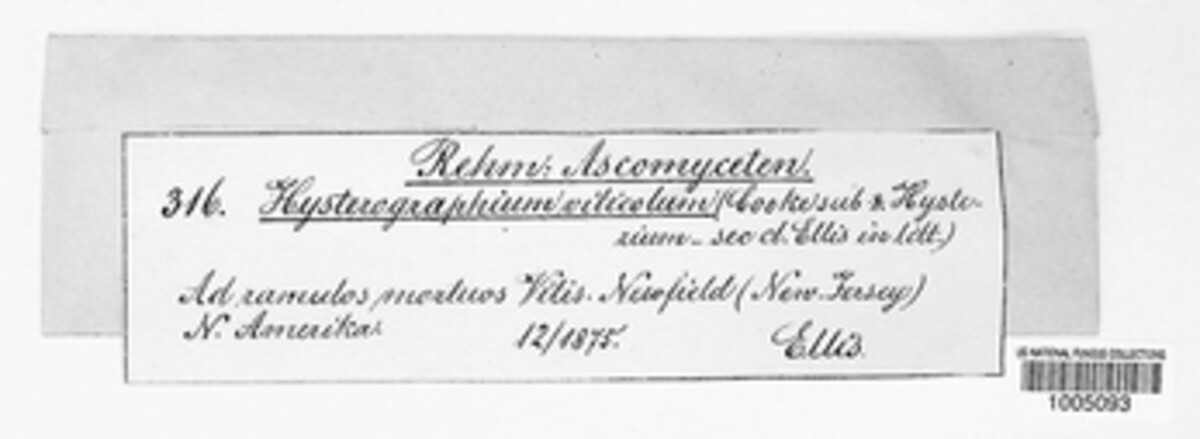 Rehm: Ascomyceten.
316. Hysterographium viticolum (Cooke sub Hyste-
rium - sec cl. Ellis in litt.)
Ad ramulos mortuos Vitis. Newfield (New-Jersey)
N. Amerika. 12/1875. Ellis.
US NATIONAL FUNGUS COLLECTIONS
1005093